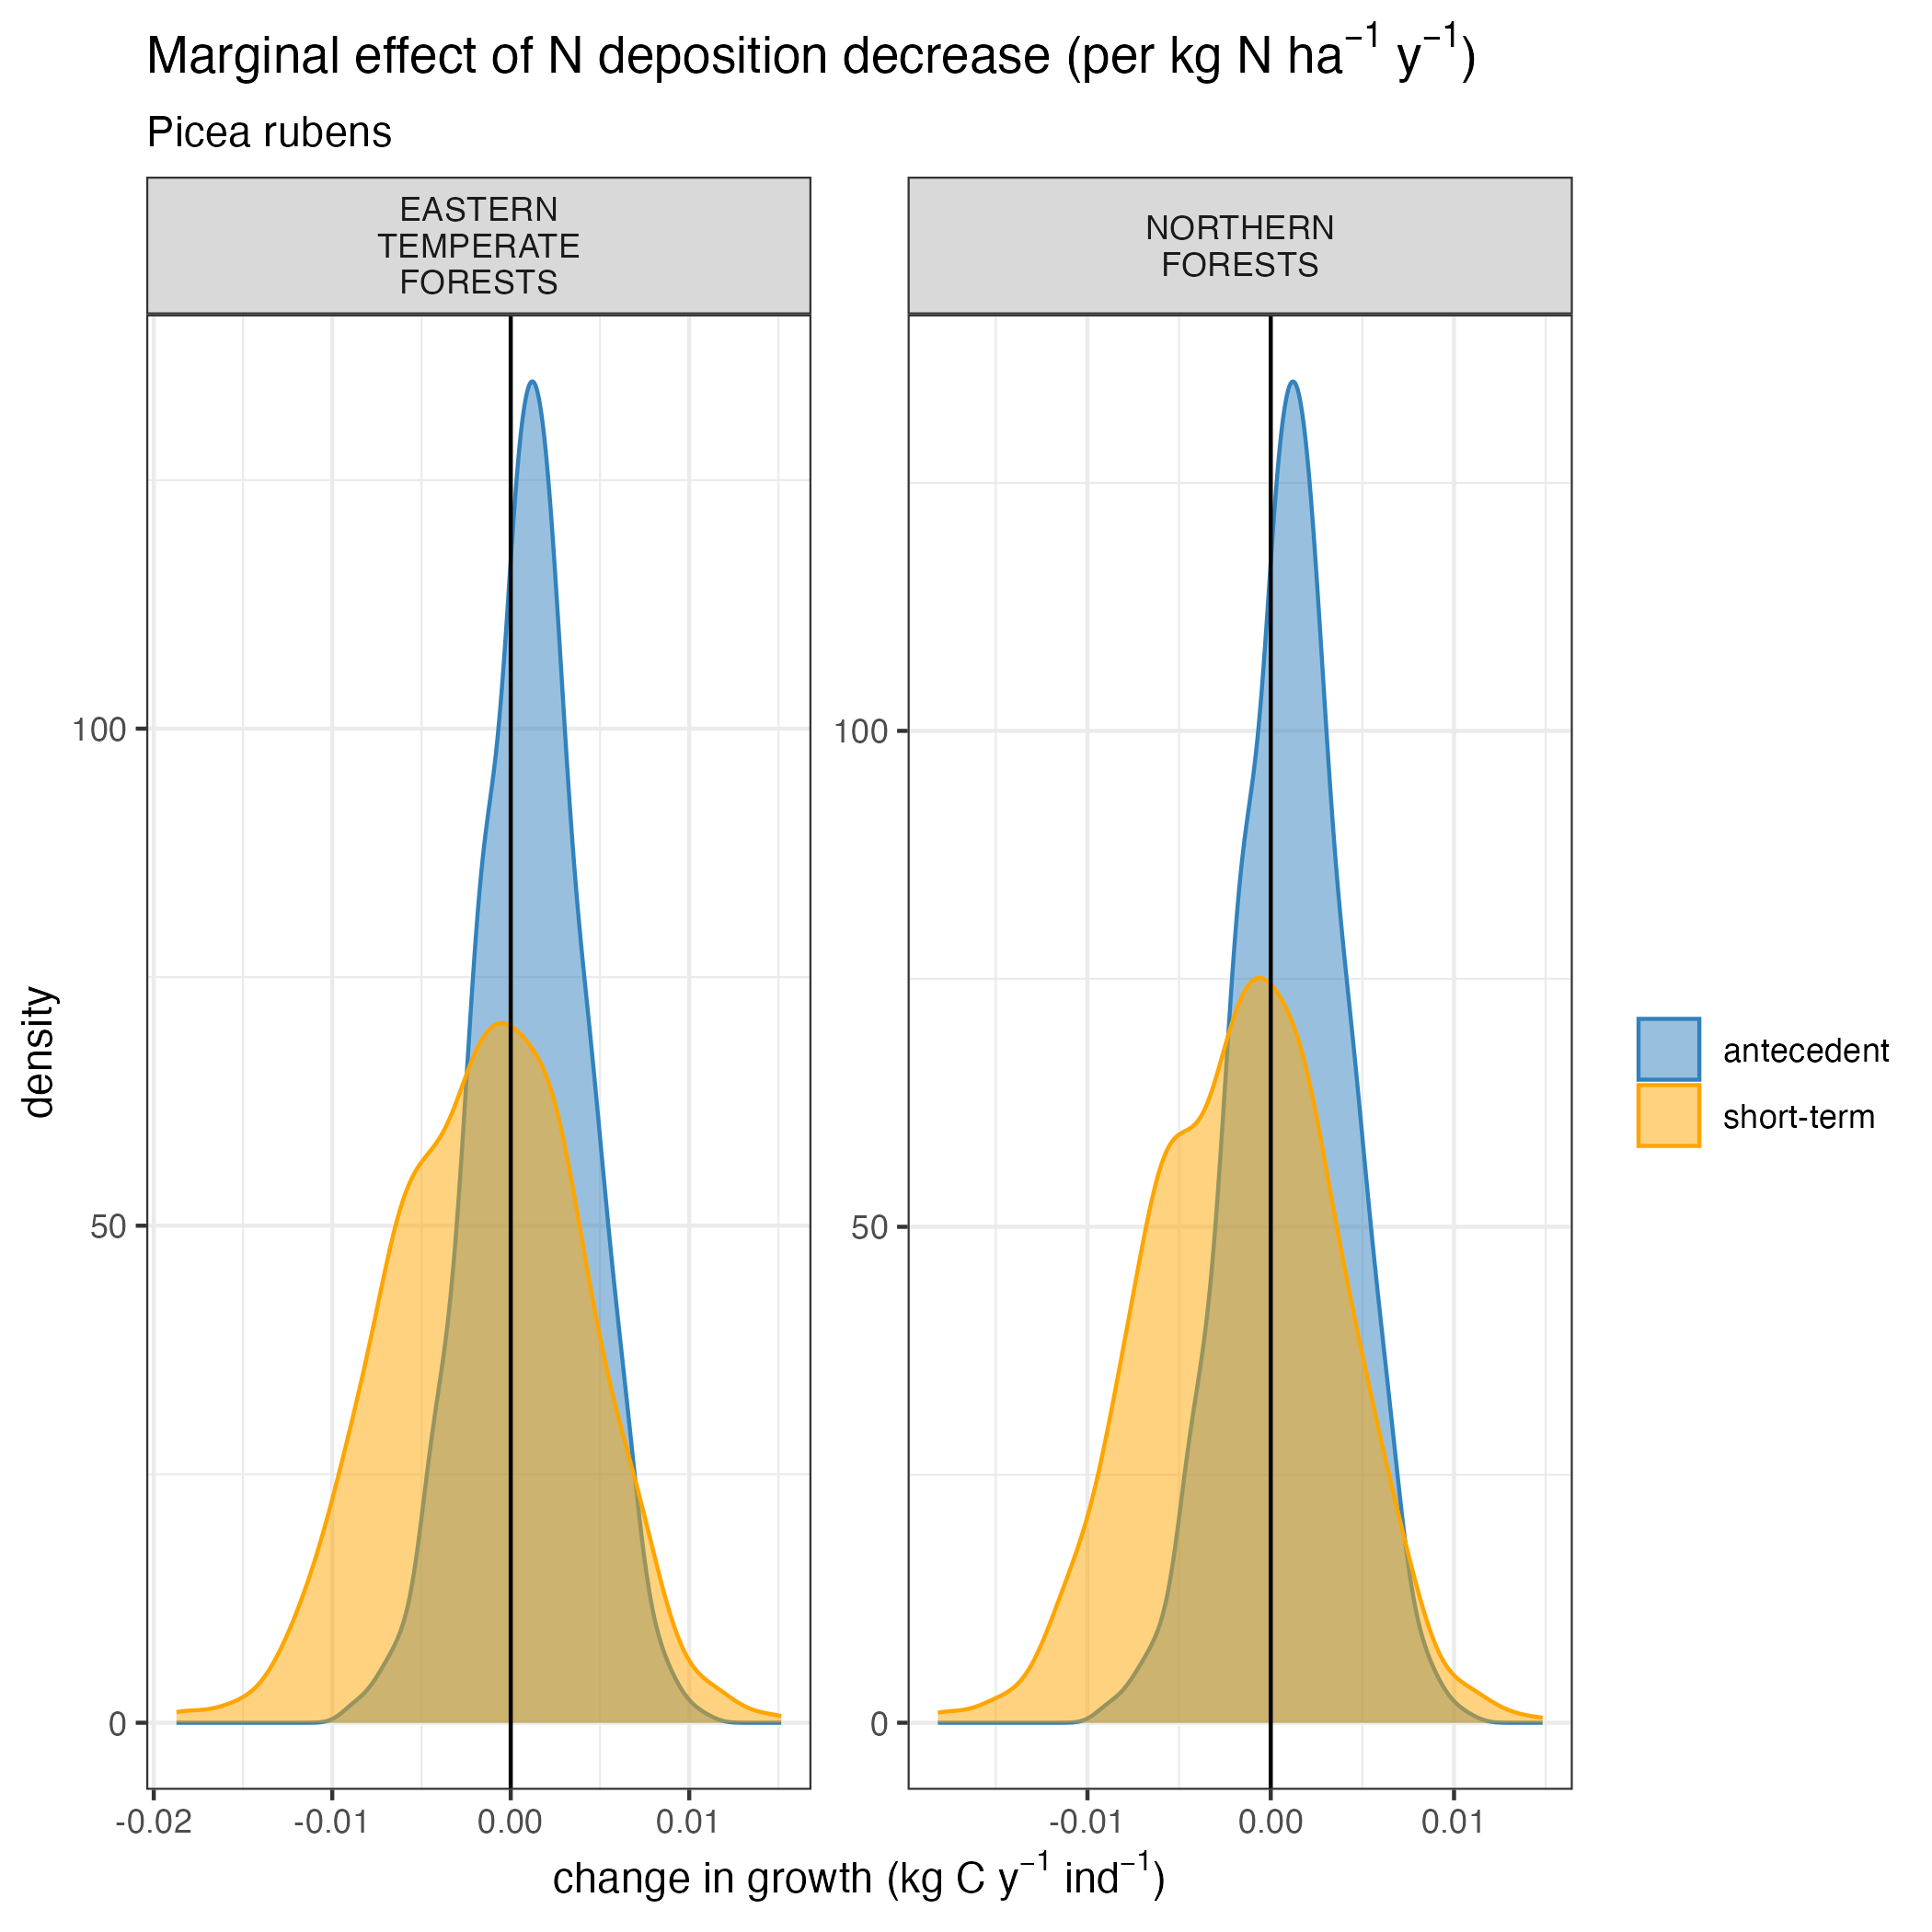 Marginal effect of N deposition decrease (per kg N ha⁻¹ y⁻¹)
Picea rubens
EASTERN
TEMPERATE
FORESTS
NORTHERN
FORESTS
density
100
50
0
100
50
0
-0.02 -0.01 0.00 0.01
-0.01 0.00 0.01
change in growth (kg C y⁻¹ ind⁻¹)
antecedent
short-term